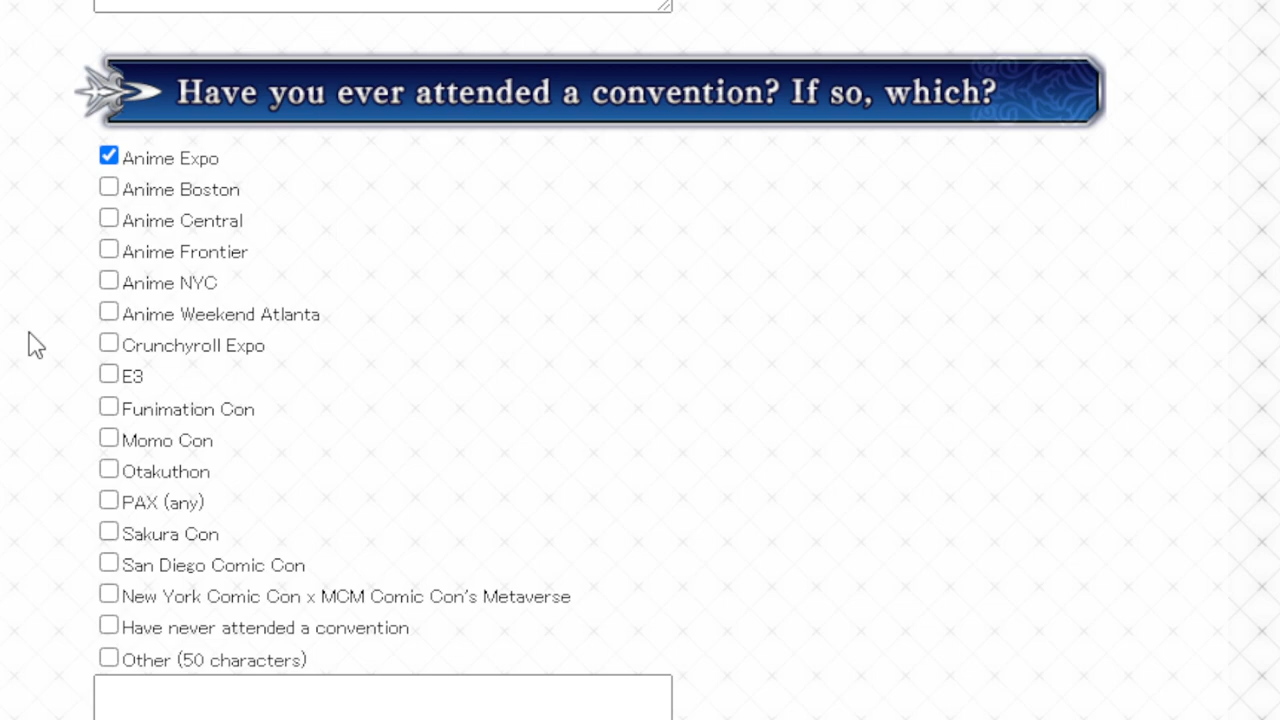 Have you ever attended a convention? If so, which?
Anime Expo
Anime Boston
Anime Central
Anime Frontier
Anime NYC
Anime Weekend Atlanta
Crunchyroll Expo
E3
Funimation Con
Momo Con
Otakuthon
PAX (any)
Sakura Con
San Diego Comic Con
New York Comic Con x MCM Comic Con's Metaverse
Have never attended a convention
Other (50 characters)